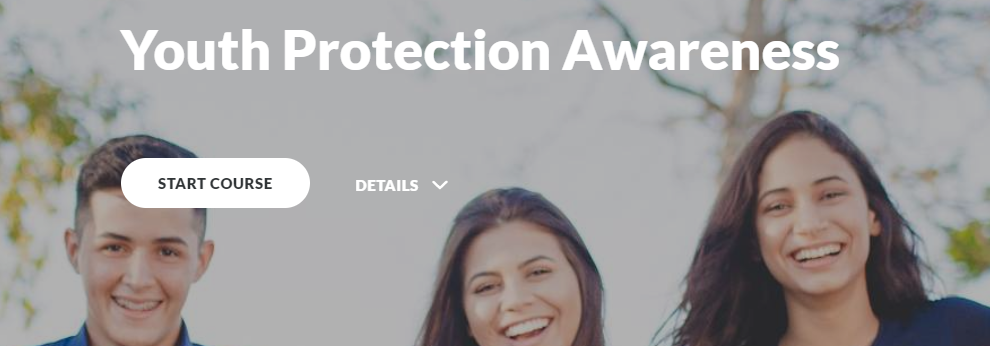 Youth Protection Awareness
START COURSE
DETAILS